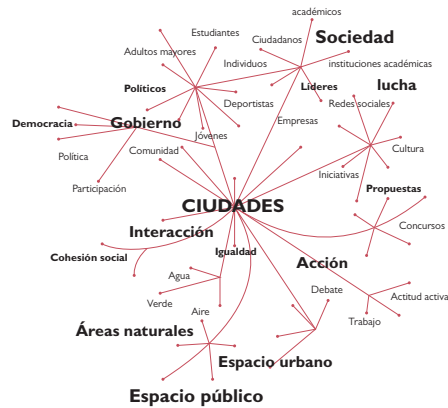 académicos
Estudiantes
Ciudadanos
Sociedad
Adultos mayores
Individuos
instituciones académicas
Políticos
Líderes
lucha
Deportistas
Redes sociales
Democracia
Gobierno
Jóvenes
Empresas
Cultura
Política
Comunidad
Iniciativas
Participación
Propuestas
CIUDADES
Interacción
Concursos
Igualdad
Cohesión social
Acción
Agua
Debate
Actitud activa
Verde
Aire
Trabajo
Áreas naturales
Espacio urbano
Espacio público